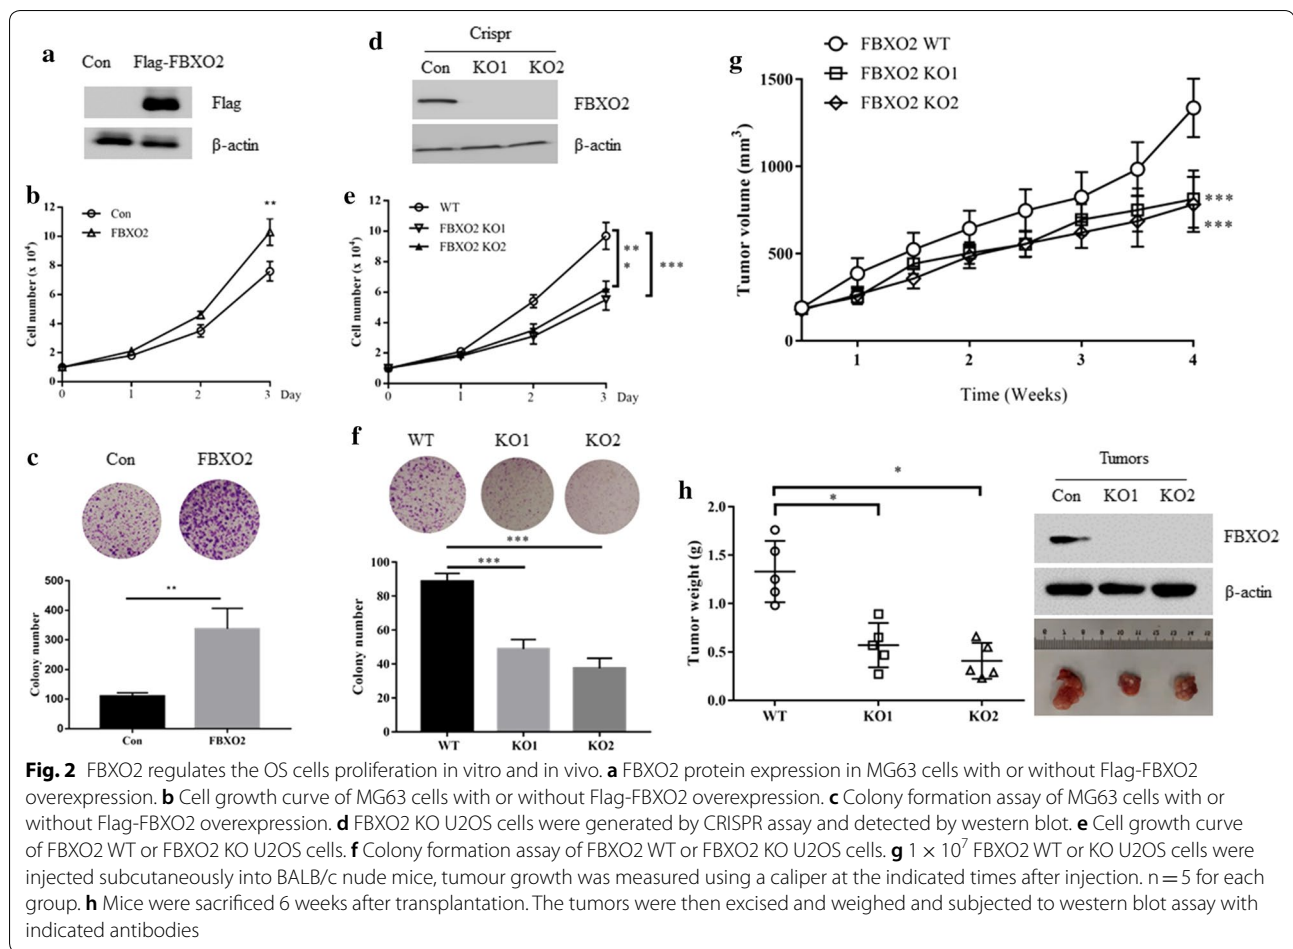 a
Con Flag-FBXO2
Flag
β-actin
b
Cell number (x 10⁴)
12
10
8
6
4
2
0
Con
FBXO2
**
0 1 2 3 Day
c
Con FBXO2
Colony number
500
400
300
200
100
0
**
Con FBXO2
d
Crispr
Con KO1 KO2
FBXO2
β-actin
e
Cell number (x 10⁴)
12
10
8
6
4
2
0
WT
FBXO2 KO1
FBXO2 KO2
**
*
***
0 1 2 3 Day
f
WT KO1 KO2
Colony number
100
80
60
40
20
0
***
***
WT KO1 KO2
g
FBXO2 WT
FBXO2 KO1
FBXO2 KO2
Tumor volume (mm³)
1500
1000
500
0
***
***
1 2 3 4
Time (Weeks)
h
Tumor weight (g)
2.0
1.5
1.0
0.5
0.0
*
*
WT KO1 KO2
Tumors
Con KO1 KO2
FBXO2
β-actin
Fig. 2 FBXO2 regulates the OS cells proliferation in vitro and in vivo. a FBXO2 protein expression in MG63 cells with or without Flag-FBXO2
overexpression. b Cell growth curve of MG63 cells with or without Flag-FBXO2 overexpression. c Colony formation assay of MG63 cells with or
without Flag-FBXO2 overexpression. d FBXO2 KO U2OS cells were generated by CRISPR assay and detected by western blot. e Cell growth curve
of FBXO2 WT or FBXO2 KO U2OS cells. f Colony formation assay of FBXO2 WT or FBXO2 KO U2OS cells. g 1 × 10⁷ FBXO2 WT or KO U2OS cells were
injected subcutaneously into BALB/c nude mice, tumour growth was measured using a caliper at the indicated times after injection. n = 5 for each
group. h Mice were sacrificed 6 weeks after transplantation. The tumors were then excised and weighed and subjected to western blot assay with
indicated antibodies